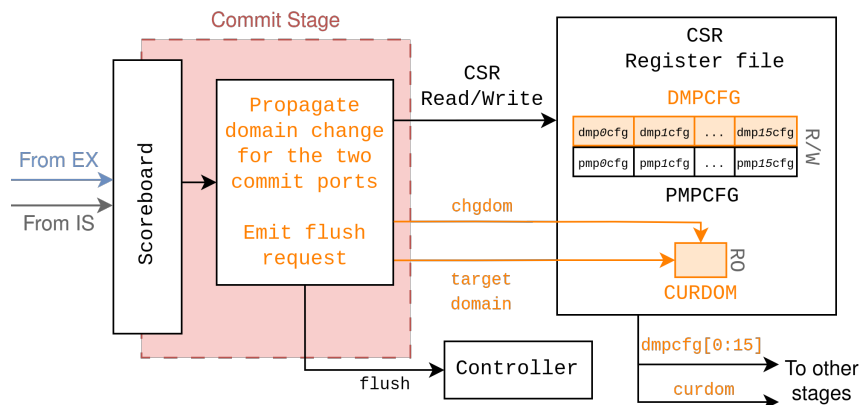 Commit Stage
From EX
From IS
Scoreboard
Propagate
domain change
for the two
commit ports
Emit flush
request
CSR
Read/Write
chgdom
target
domain
flush
Controller
CSR
Register file
DMPCFG
dmp0cfg dmp1cfg ... dmp15cfg
pmp0cfg pmp1cfg ... pmp15cfg
R/W
PMPCFG
RO
CURDOM
dmpcfg[0:15]
curdom
To other
stages